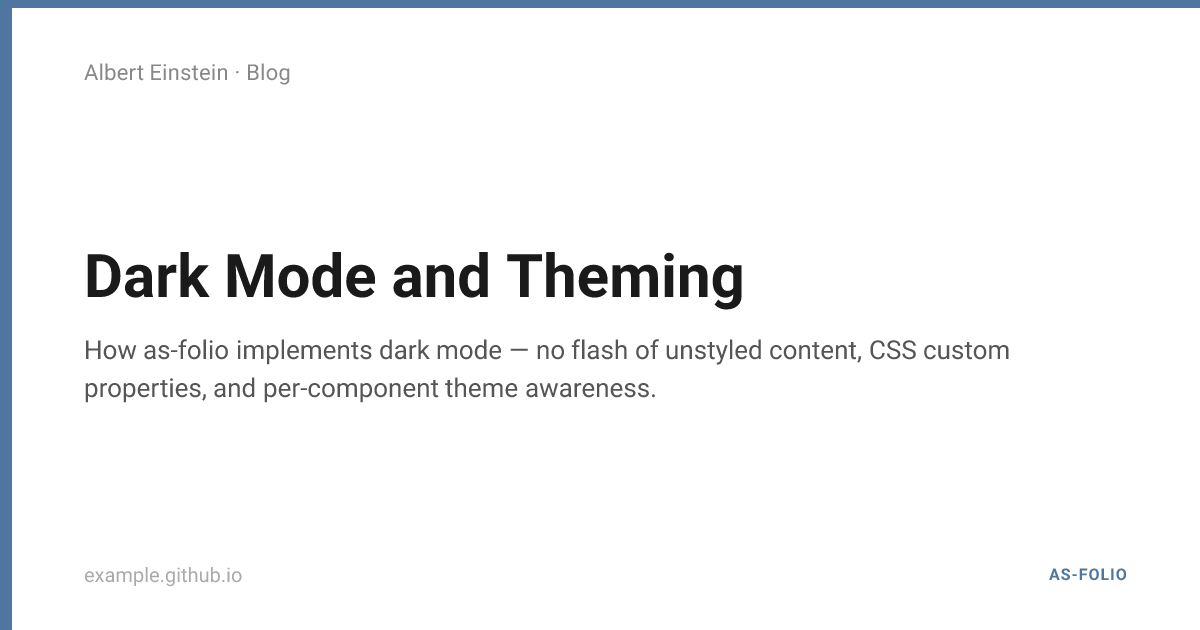 Albert Einstein · Blog
Dark Mode and Theming
How as-folio implements dark mode — no flash of unstyled content, CSS custom
properties, and per-component theme awareness.
example.github.io
AS-FOLIO